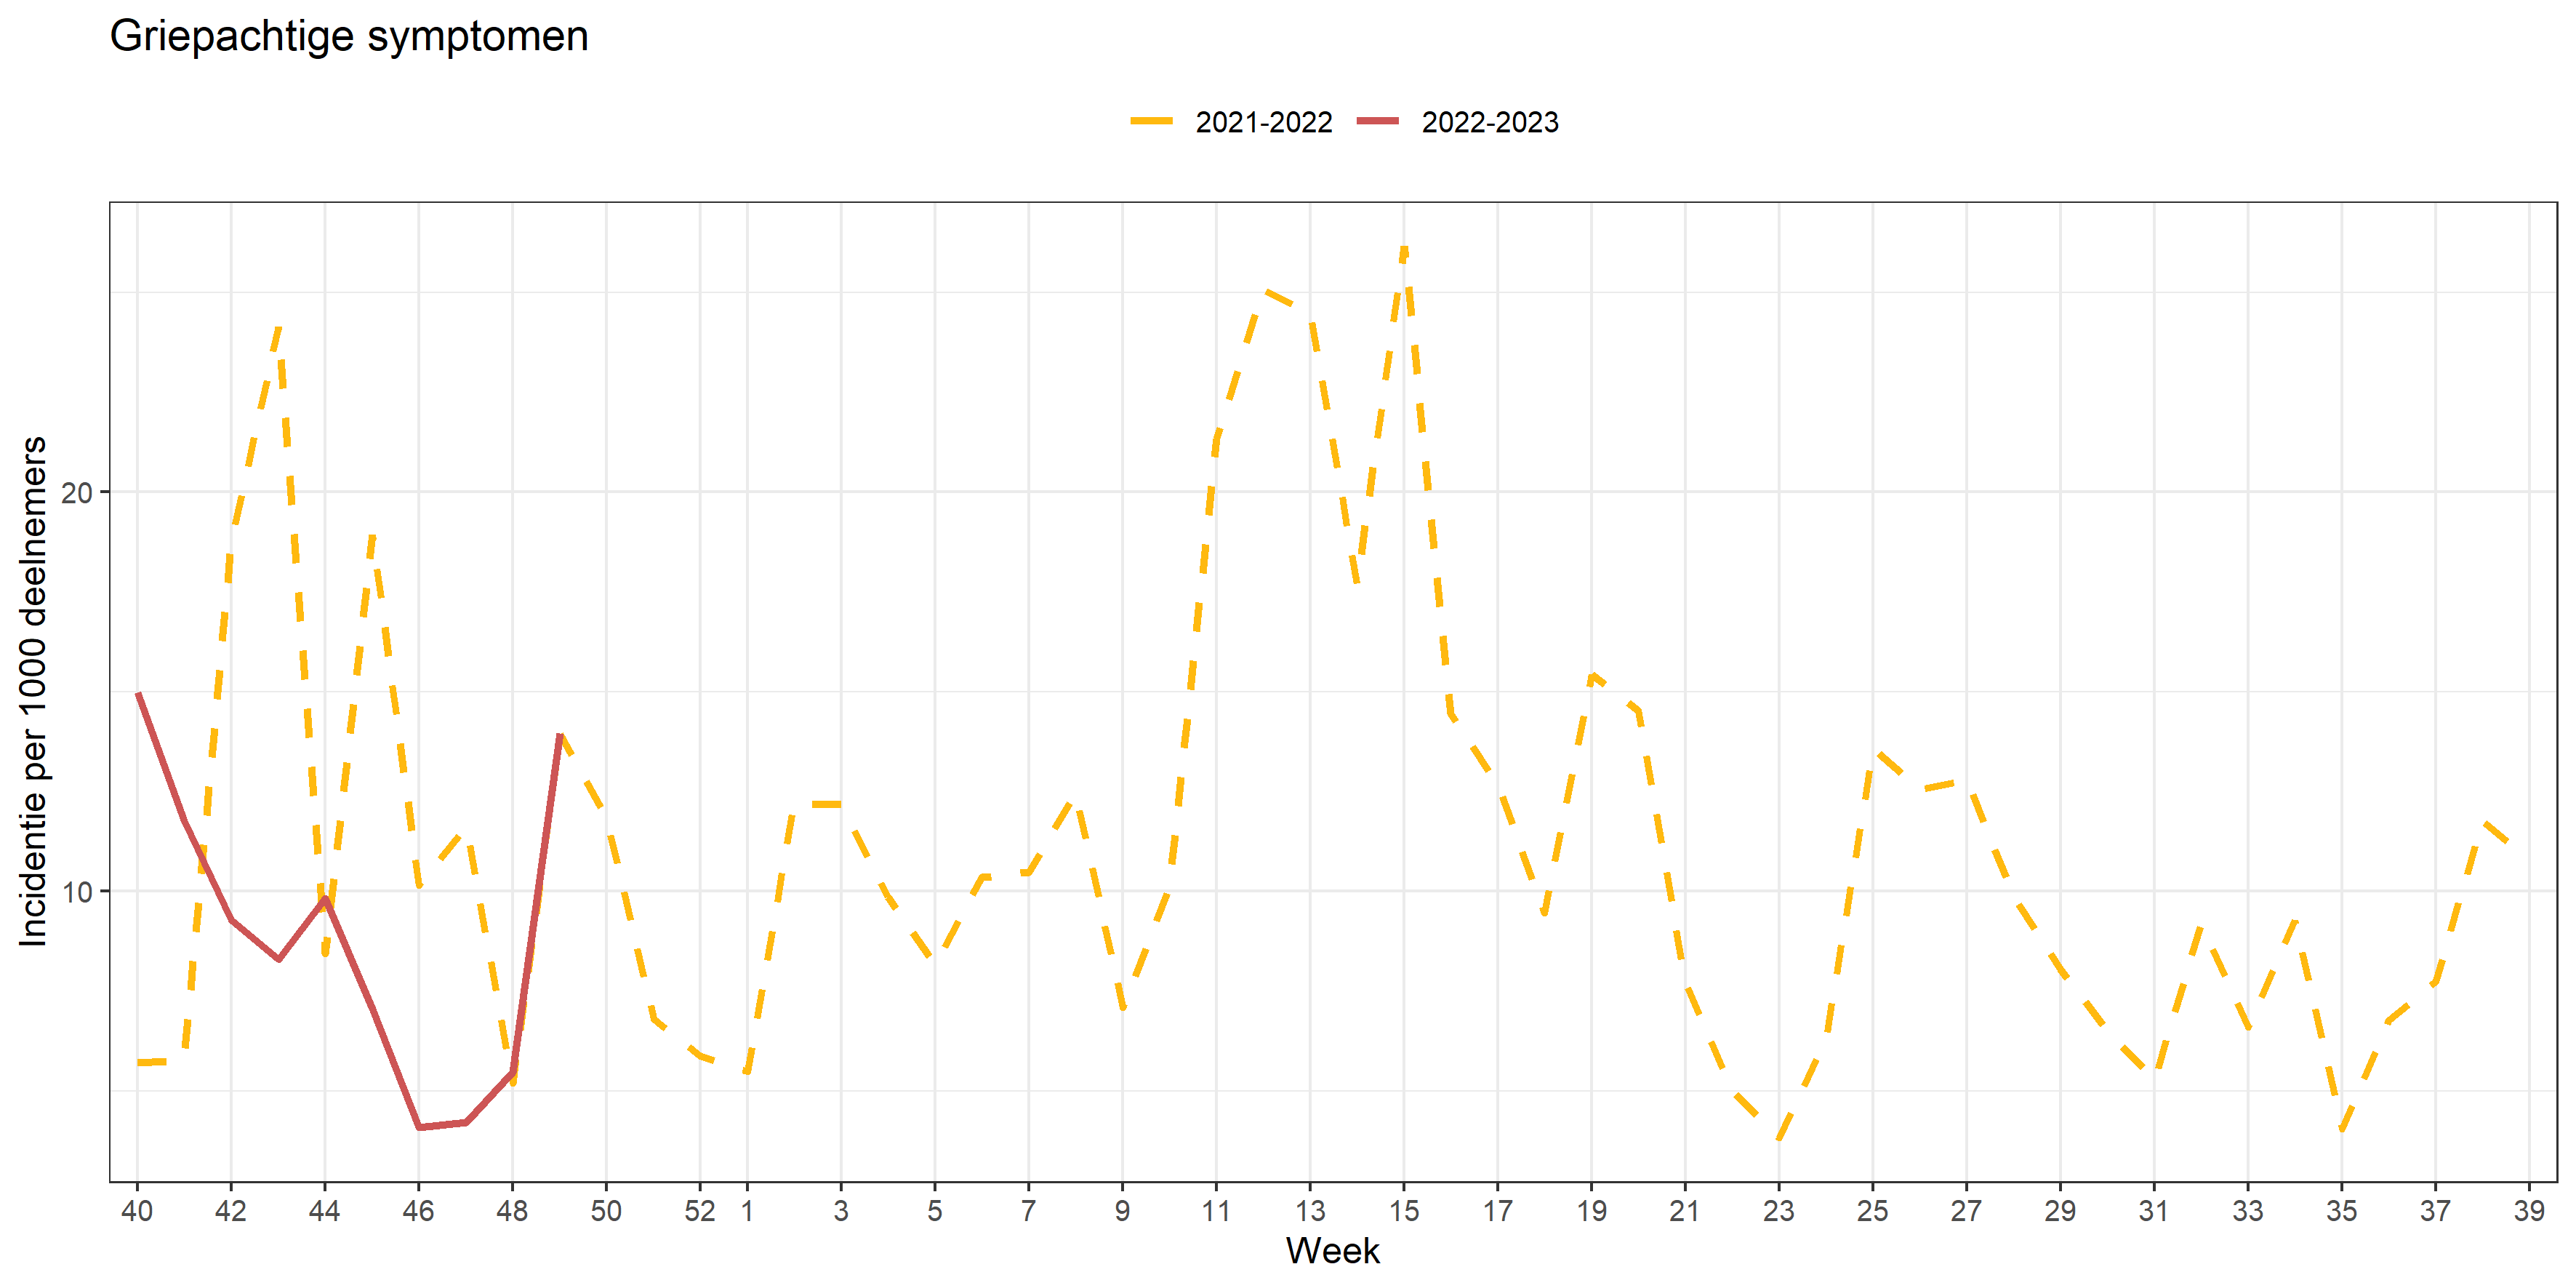 Griepachtige symptomen
2021-2022 2022-2023
Incidentie per 1000 deelnemers
20
10
40 42 44 46 48 50 52 1 3 5 7 9 11 13 15 17 19 21 23 25 27 29 31 33 35 37 39
Week